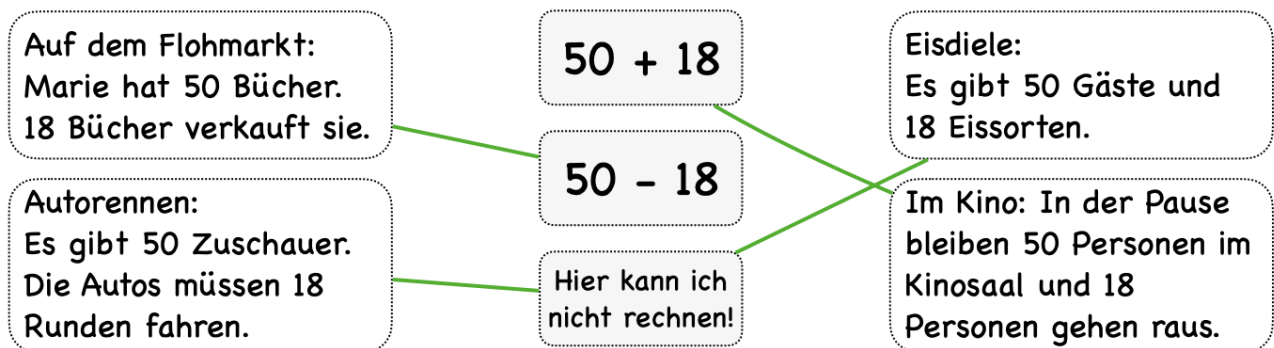 Auf dem Flohmarkt:
Marie hat 50 Bücher.
18 Bücher verkauft sie.
Autorennen:
Es gibt 50 Zuschauer.
Die Autos müssen 18
Runden fahren.
50 + 18
50 - 18
Hier kann ich
nicht rechnen!
Eisdiele:
Es gibt 50 Gäste und
18 Eissorten.
Im Kino: In der Pause
bleiben 50 Personen im
Kinosaal und 18
Personen gehen raus.